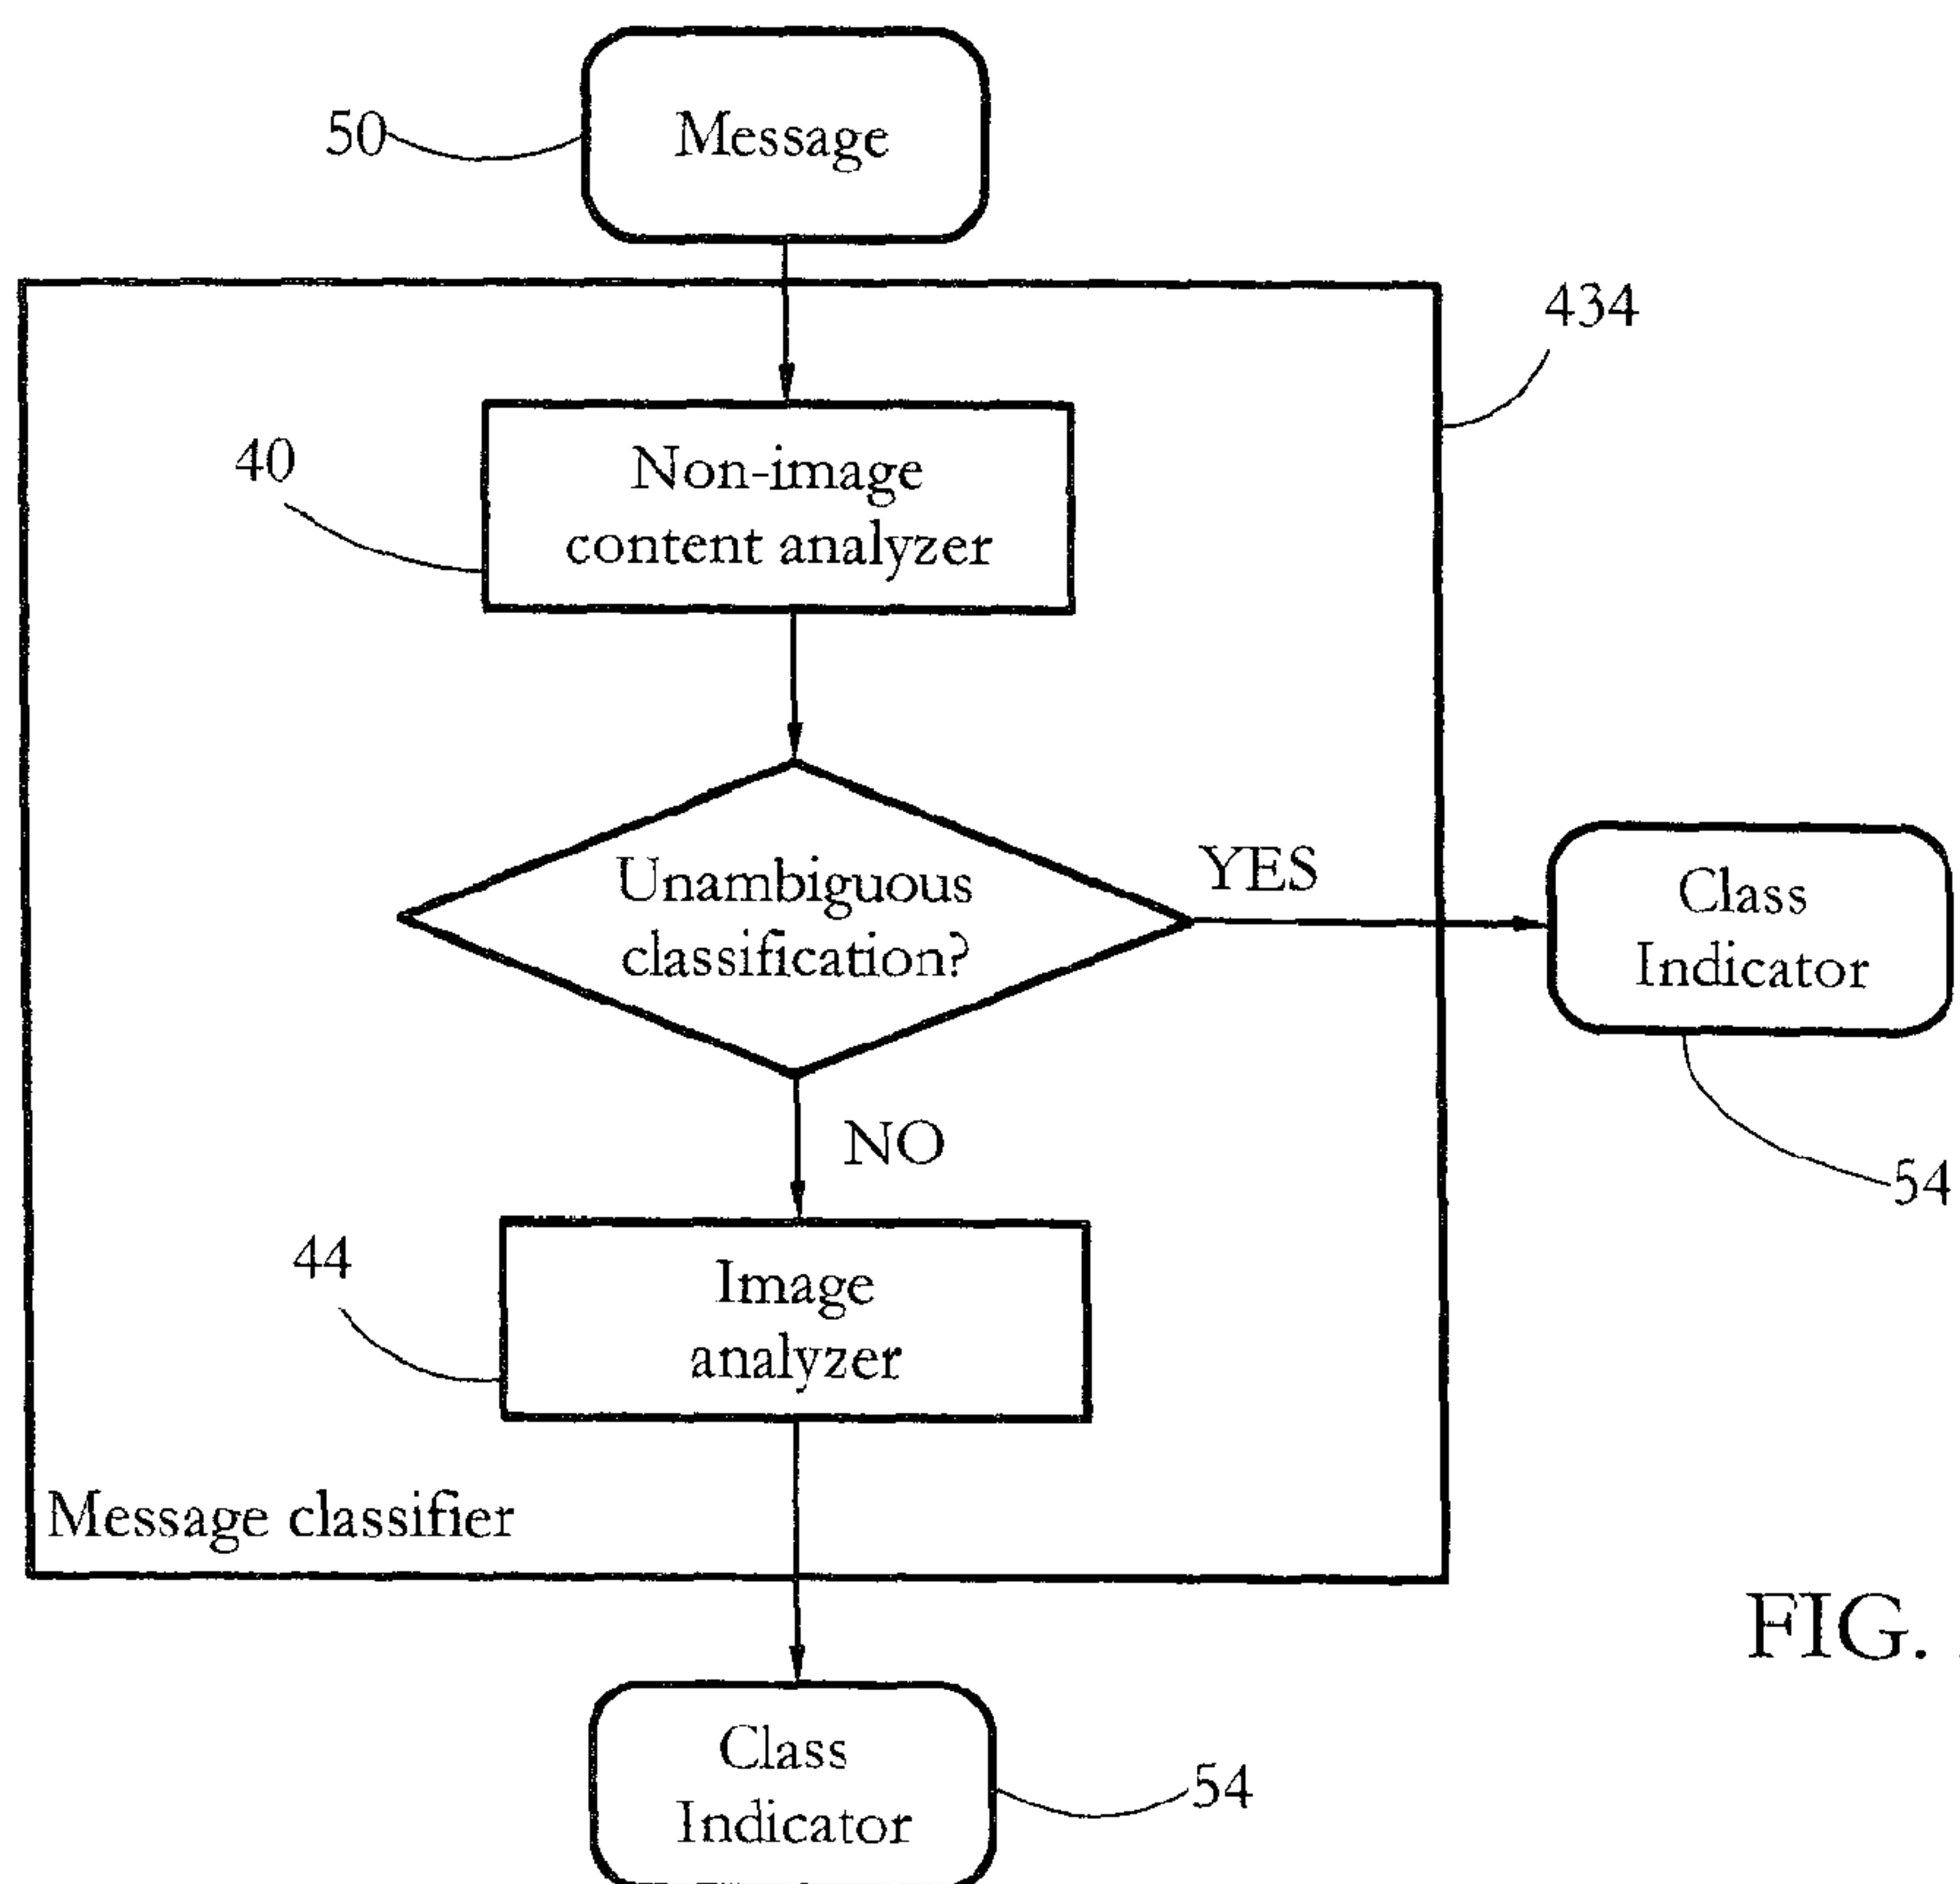 50
Message
434
40
Non-image
content analyzer
Unambiguous
classification?
YES
Class
Indicator
54
NO
44
Image
analyzer
Message classifier
FIG.
Class
Indicator
54